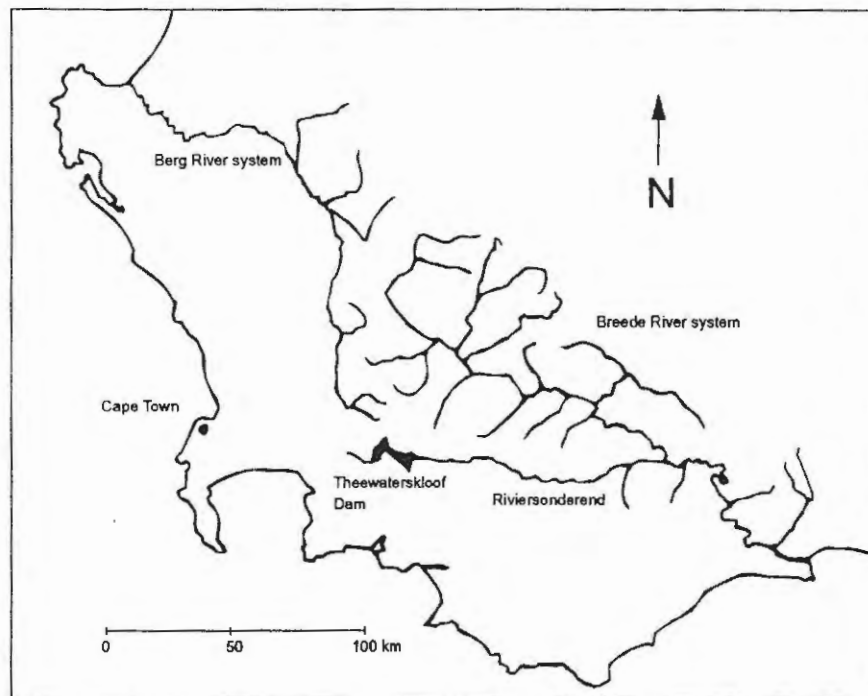 Berg River system
N
Breede River system
Cape Town
Theewaterskloof
Dam
Riviersonderend
0 50 100 km